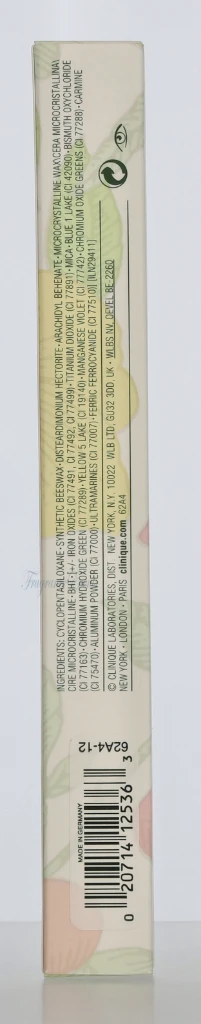 INGREDIENTS: CYCLOPENTASILOXANE•SYNTHETIC BEESWAX•DISTEARDIMONIUM HECTORITE•ARACHIDYL BEHENATE•MICROCRYSTALLINE WAX\CERA MICROCRISTALLINA\
CIRE MICROCRISTALLINE•BHT•[+/- IRON OXIDES (CI 77491, CI 77492, CI 77499)•TITANIUM DIOXIDE (CI 77891)•MICA•BLUE 1 LAKE (CI 42090)•BISMUTH OXYCHLORIDE
(CI 77163)•CHROMIUM HYDROXIDE GREEN (CI 77289)•YELLOW 5 LAKE (CI 19140)•MANGANESE VIOLET (CI 77742)•CHROMIUM OXIDE GREENS (CI 77288)•CARMINE
(CI 75470)•ALUMINUM POWDER (CI 77000)•ULTRAMARINES (CI 77007)•FERRIC FERROCYANIDE (CI 77510)] [ILN29411]
© CLINIQUE LABORATORIES, DIST. NEW YORK, N.Y. 10022 WLB LTD, GU32 3DD, UK • WLBS NV, OEVEL BE-2260
NEW YORK • LONDON • PARIS clinique.com 62A4
62A4-12
MADE IN GERMANY
0 20714 12536 3